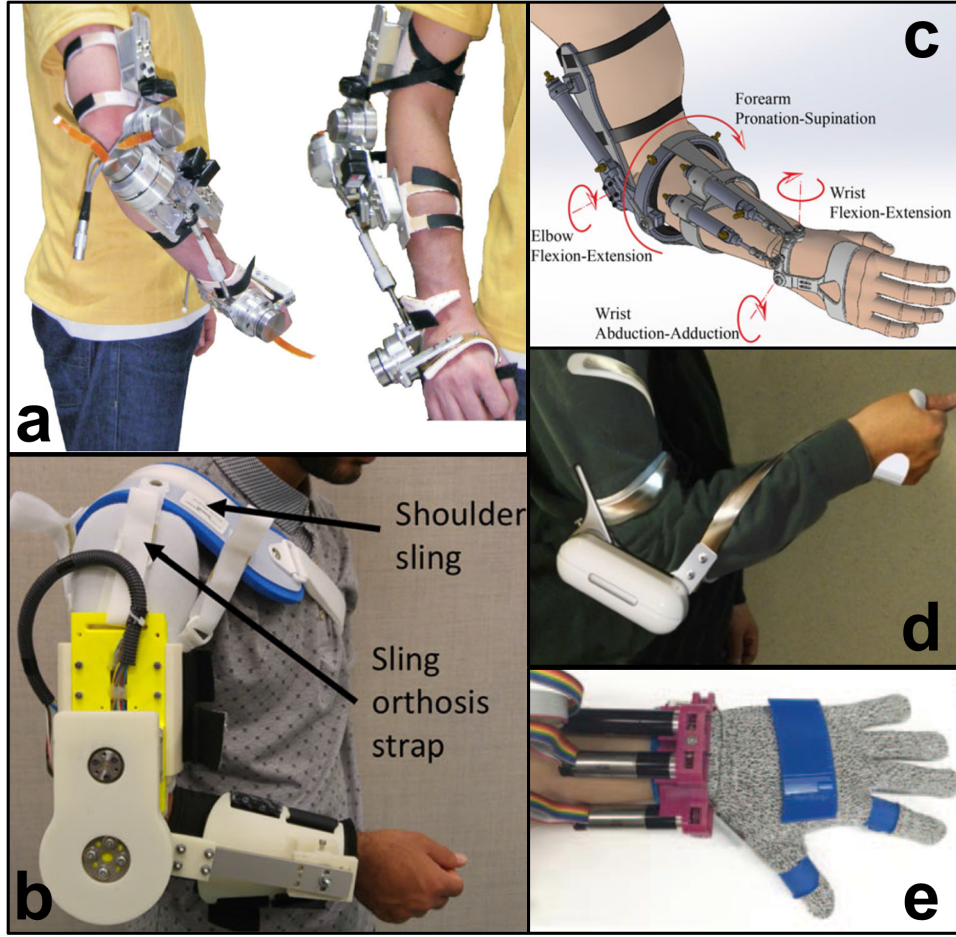 a
c
Forearm
Pronation-Supination
Wrist
Flexion-Extension
Elbow
Flexion-Extension
Wrist
Abduction-Adduction
b
Shoulder
sling
Sling
orthosis
strap
d
e